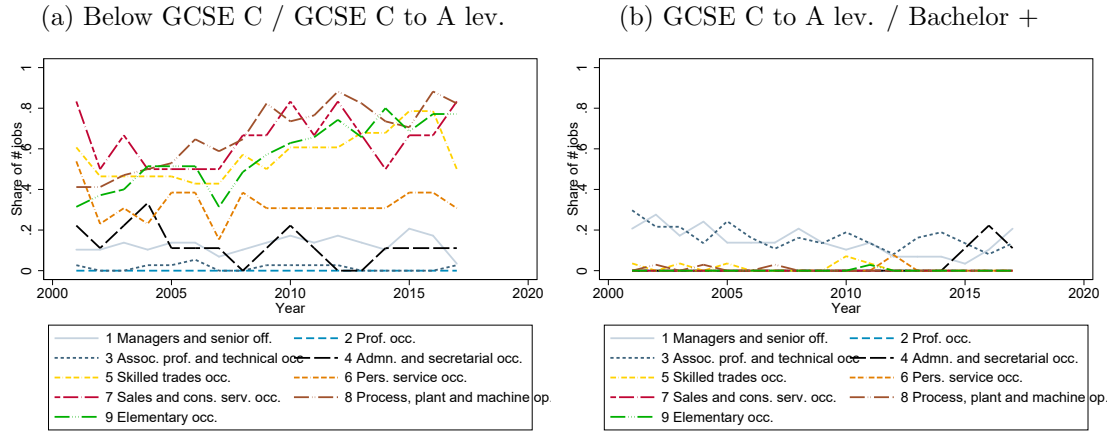 (a) Below GCSE C / GCSE C to A lev.
Share of # jobs
1
.8
.6
.4
.2
0
2000 2005 2010 2015 2020
Year
1 Managers and senior off. 2 Prof. occ.
3 Assoc. prof. and technical occ 4 Admn. and secretarial occ.
5 Skilled trades occ. 6 Pers. service occ.
7 Sales and cons. serv. occ. 8 Process, plant and machine op.
9 Elementary occ.
(b) GCSE C to A lev. / Bachelor +
Share of # jobs
1
.8
.6
.4
.2
0
2000 2005 2010 2015 2020
Year
1 Managers and senior off. 2 Prof. occ.
3 Assoc. prof. and technical occ 4 Admn. and secretarial occ.
5 Skilled trades occ. 6 Pers. service occ.
7 Sales and cons. serv. occ. 8 Process, plant and machine op.
9 Elementary occ.